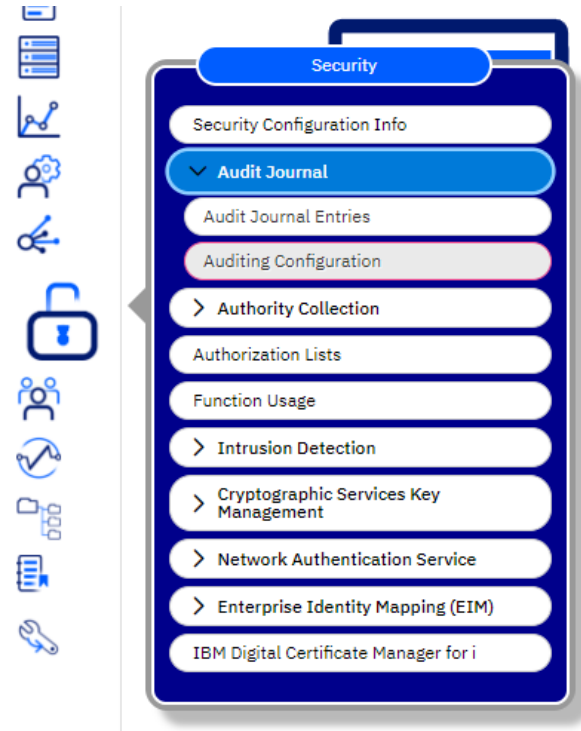 Security
Security Configuration Info
Audit Journal
Audit Journal Entries
Auditing Configuration
Authority Collection
Authorization Lists
Function Usage
Intrusion Detection
Cryptographic Services Key
Management
Network Authentication Service
Enterprise Identity Mapping (EIM)
IBM Digital Certificate Manager for i